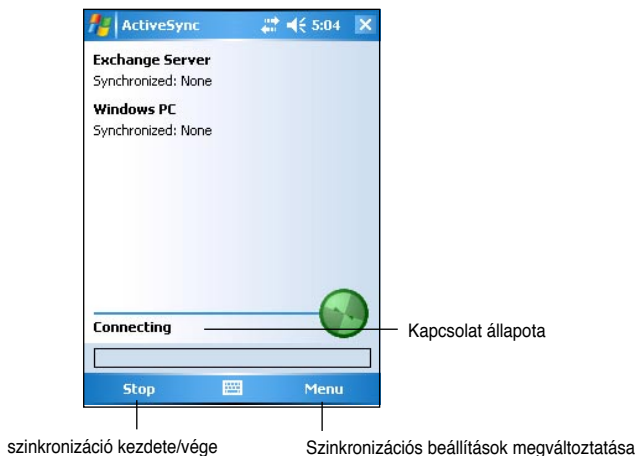 ActiveSync 5:04
Exchange Server
Synchronized: None
Windows PC
Synchronized: None
Connecting
Kapcsolat állapota
Stop Menu
szinkronizáció kezdete/vége
Szinkronizációs beállítások megváltoztatása